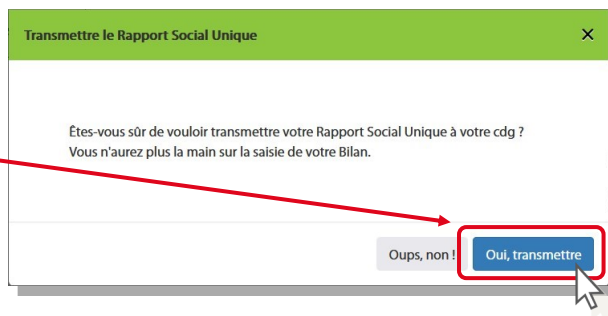 Transmettre le Rapport Social Unique
Êtes-vous sûr de vouloir transmettre votre Rapport Social Unique à votre cdg ?
Vous n'aurez plus la main sur la saisie de votre Bilan.
Oups, non !
Oui, transmettre